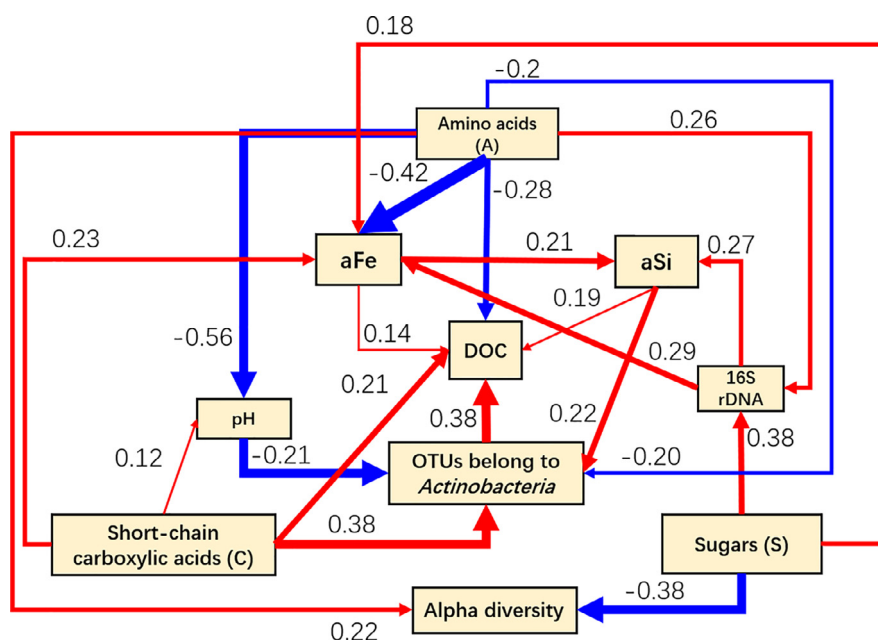 0.18
-0.2
Amino acids
(A)
0.26
-0.42
-0.28
0.23
aFe
0.21
aSi
0.27
0.19
-0.56
0.14
DOC
0.29
16S
rDNA
0.21
pH
0.38
0.22
0.38
0.12
-0.21
OTUs belong to
Actinobacteria
-0.20
Short-chain
carboxylic acids (C)
0.38
Sugars (S)
-0.38
Alpha diversity
0.22